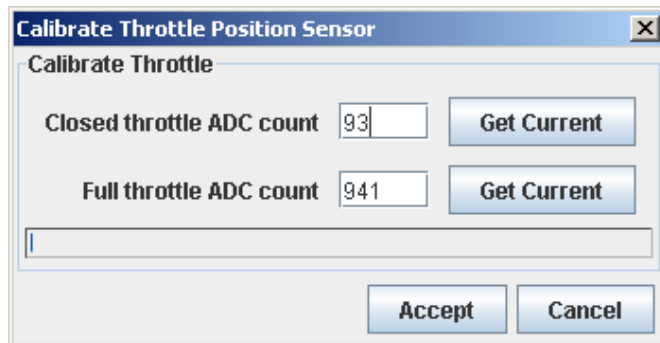 Calibrate Throttle Position Sensor
Calibrate Throttle
Closed throttle ADC count 93 Get Current
Full throttle ADC count 941 Get Current
Accept Cancel